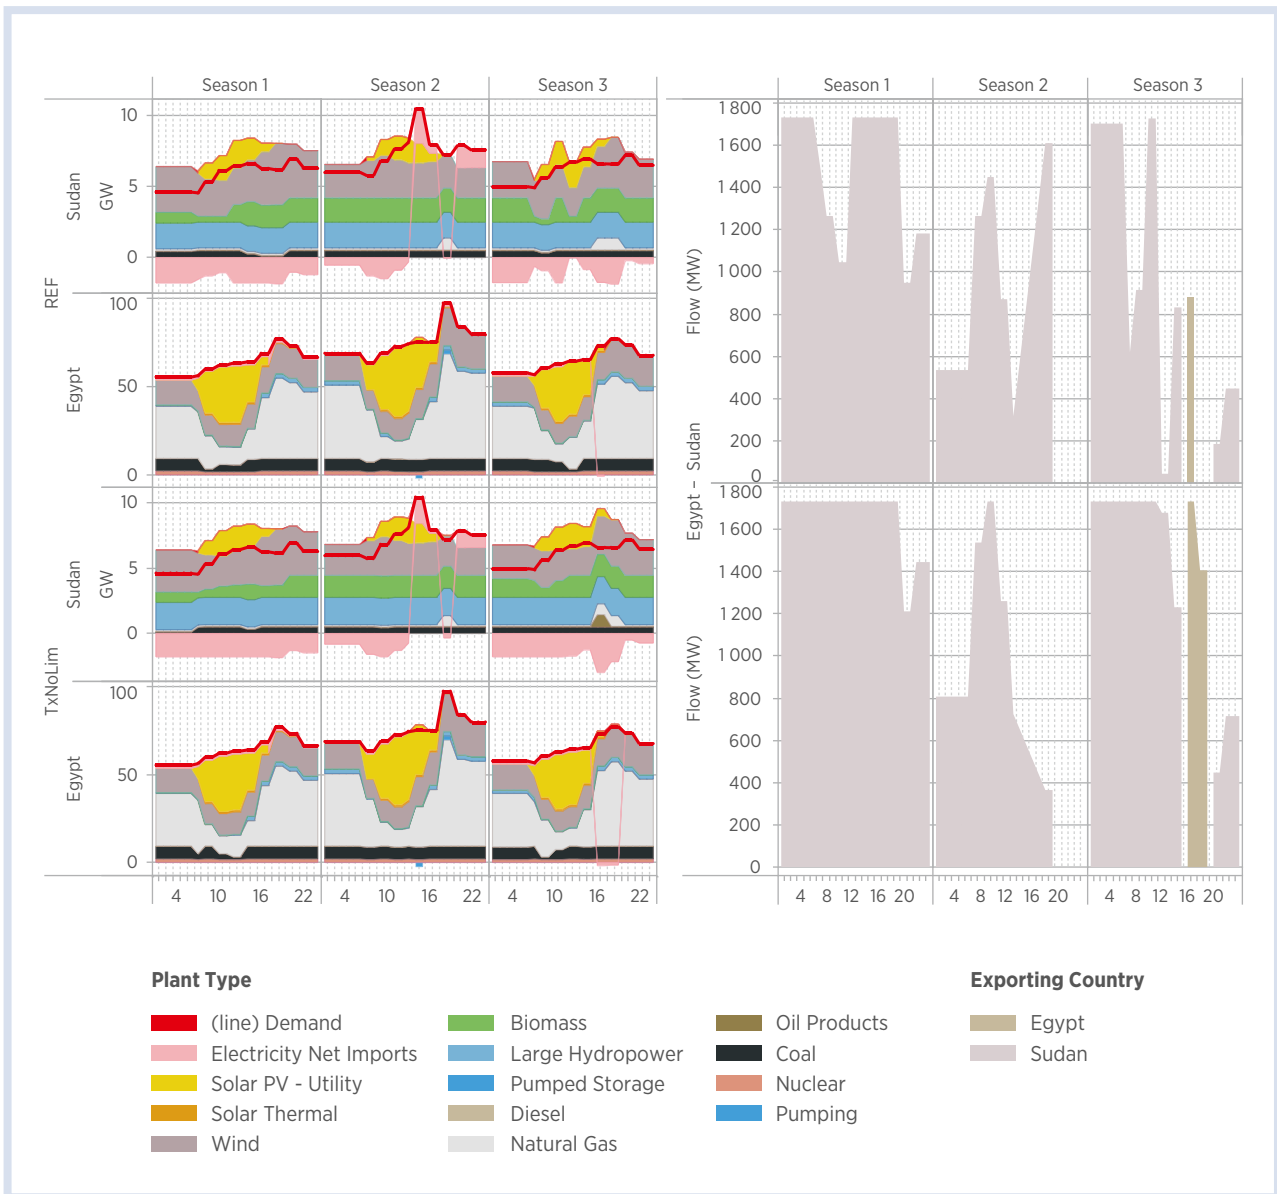 Season 1 Season 2 Season 3
REF
Sudan
GW
10
5
0
Egypt
100
50
0
TxNoLim
Sudan
GW
10
5
0
Egypt
100
50
0
4 10 16 22 4 10 16 22 4 10 16 22
Season 1 Season 2 Season 3
Egypt - Sudan
Flow (MW)
1 800
1600
1400
1 200
1 000
800
600
400
200
0
Flow (MW)
1 800
1 600
1 400
1 200
1 000
800
600
400
200
0
4 8 12 16 20 4 8 12 16 20 4 8 12 16 20
Plant Type
(line) Demand
Electricity Net Imports
Solar PV - Utility
Solar Thermal
Wind
Biomass
Large Hydropower
Pumped Storage
Diesel
Natural Gas
Oil Products
Coal
Nuclear
Pumping
Exporting Country
Egypt
Sudan